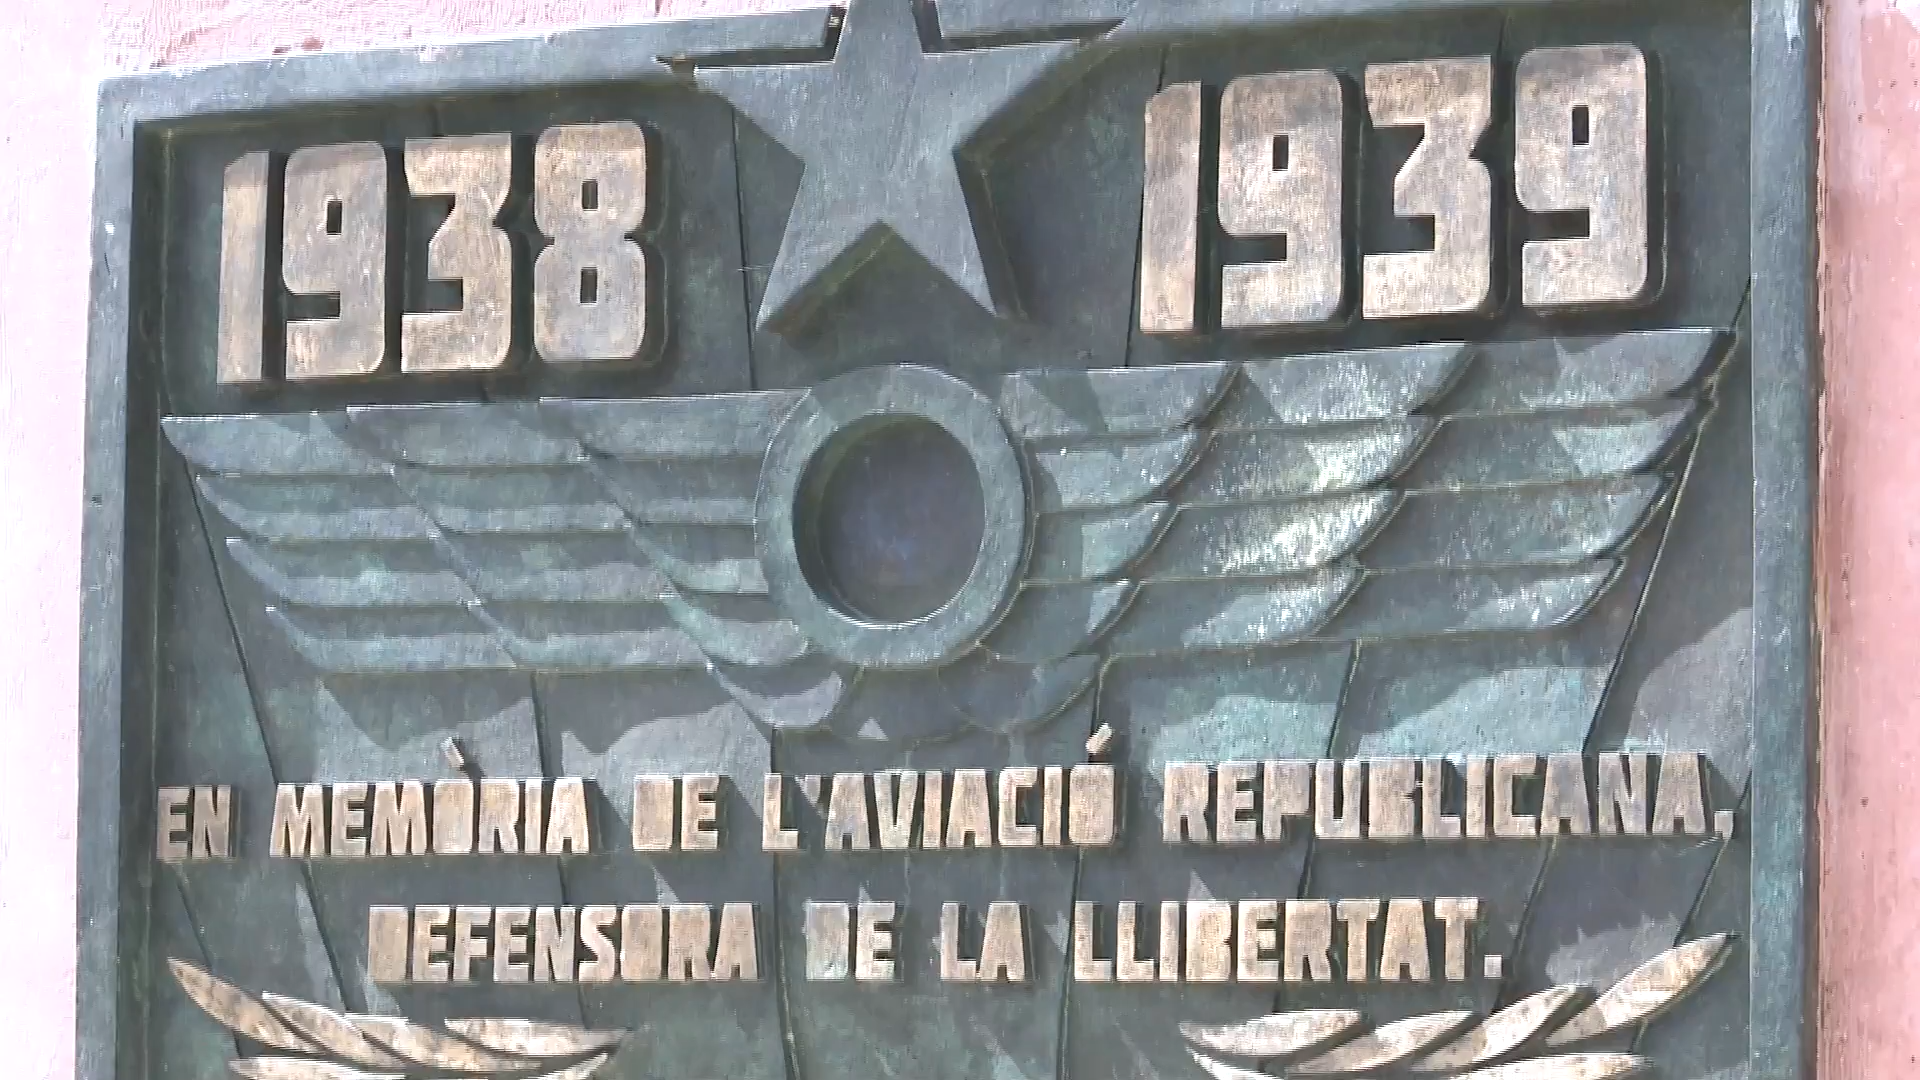 1938 1939
EN MEMÒRIA DE L'AVIACIÓ REPUBLICANA,
DEFENSORA DE LA LLIBERTAT.